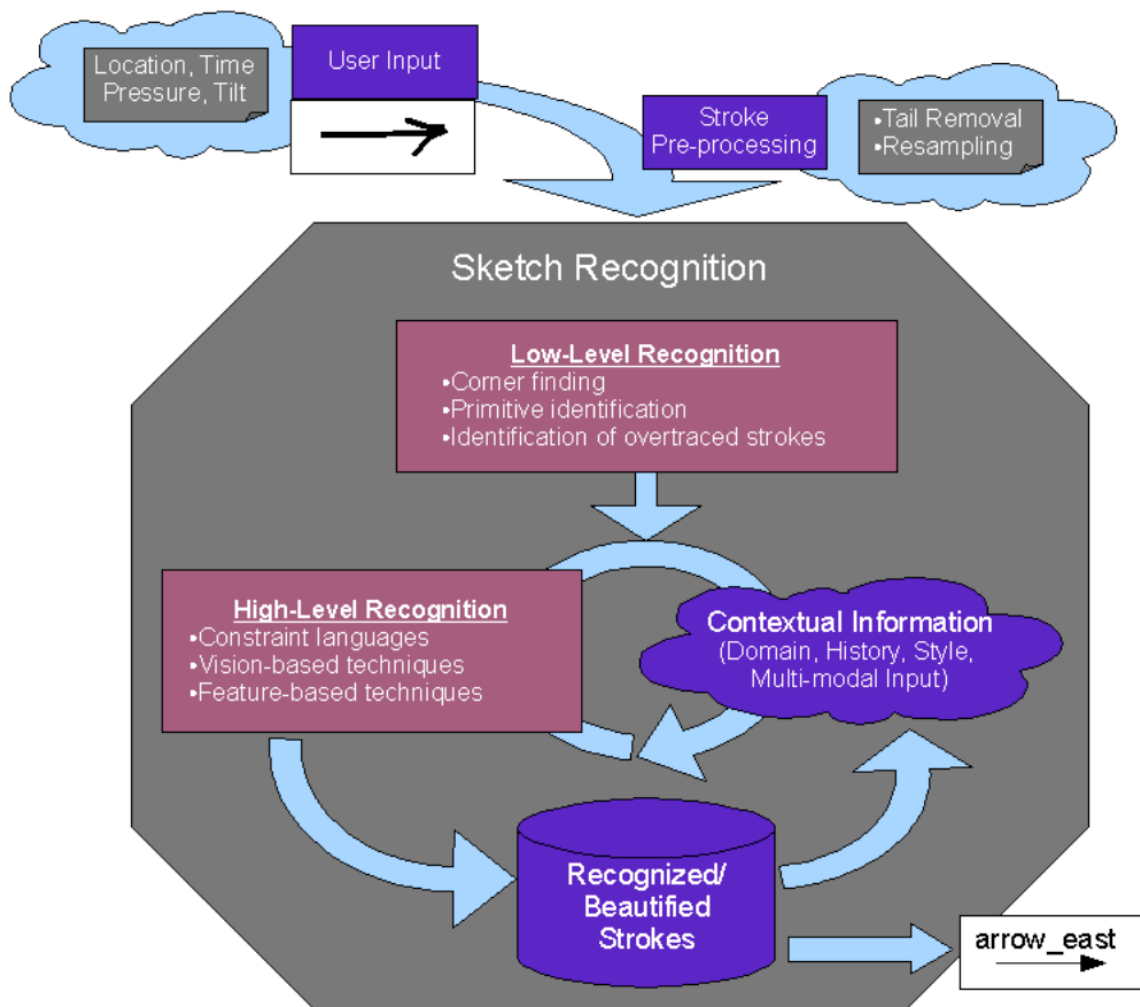 Location, Time
Pressure, Tilt
User Input
Stroke
Pre-processing
•Tail Removal
•Resampling
Sketch Recognition
Low-Level Recognition
•Corner finding
•Primitive identification
•Identification of overtraced strokes
High-Level Recognition
•Constraint languages
•Vision-based techniques
•Feature-based techniques
Contextual Information
(Domain, History, Style,
Multi-modal Input)
Recognized/
Beautified
Strokes
arrow_east